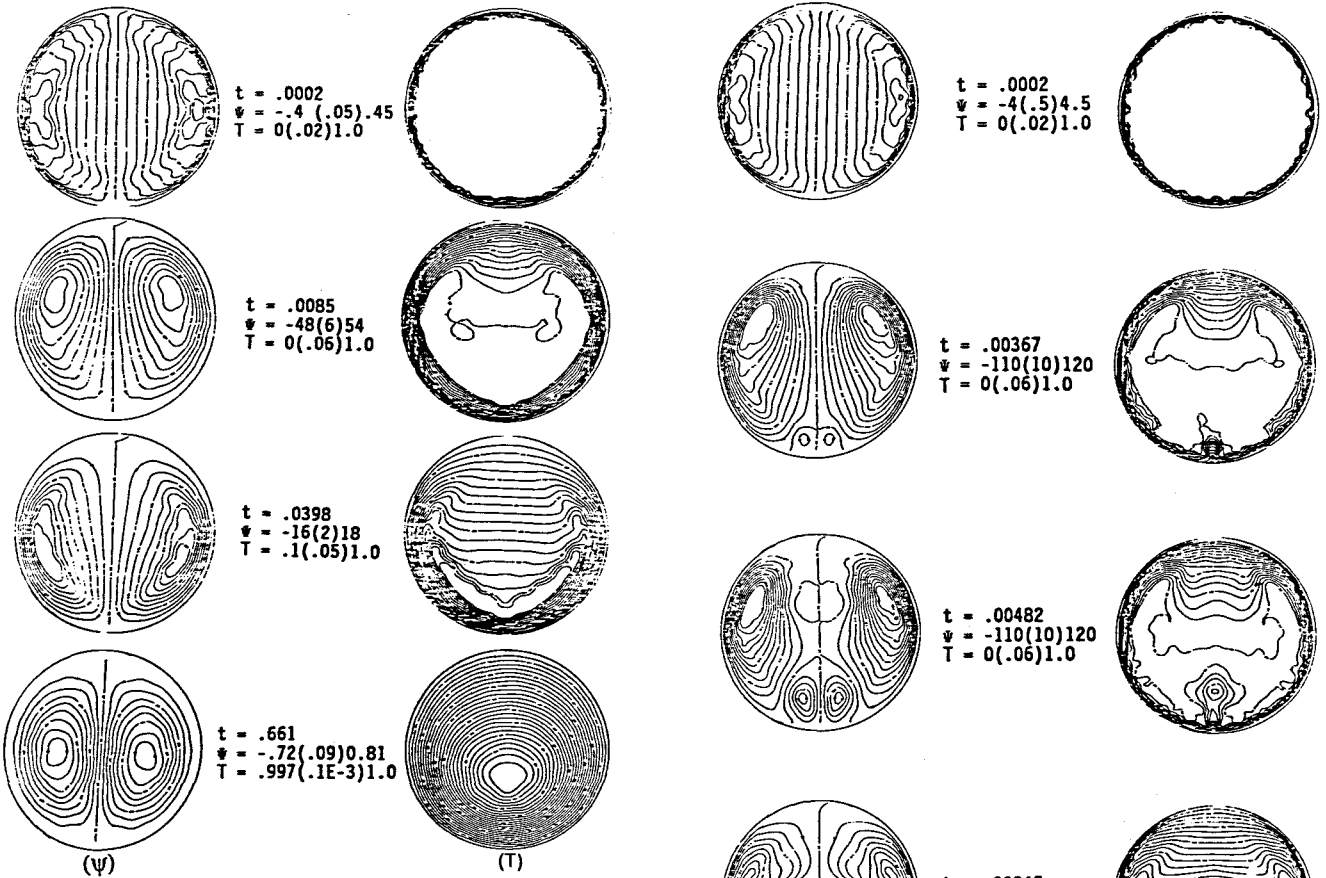 t = .0002
Ψ = -.4 (.05).45
T = 0(.02)1.0
t = .0085
Ψ = -48(6)54
T = 0(.06)1.0
t = .0398
Ψ = -16(2)18
T = .1(.05)1.0
t = .661
Ψ = -.72(.09)0.81
T = .997(.1E-3)1.0
(Ψ)
(T)
t = .0002
Ψ = -4(.5)4.5
T = 0(.02)1.0
t = .00367
Ψ = -110(10)120
T = 0(.06)1.0
t = .00482
Ψ = -110(10)120
T = 0(.06)1.0